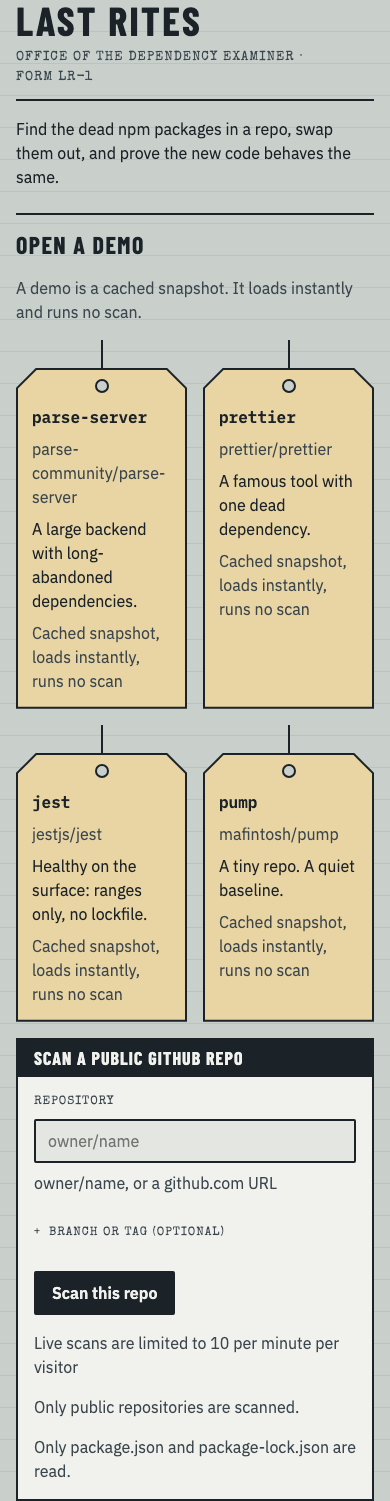 LAST RITES
OFFICE OF THE DEPENDENCY EXAMINER ·
FORM LR-1
Find the dead npm packages in a repo, swap
them out, and prove the new code behaves the
same.
OPEN A DEMO
A demo is a cached snapshot. It loads instantly
and runs no scan.
parse-server
parse-
community/parse-
server
A large backend
with long-
abandoned
dependencies.
Cached snapshot,
loads instantly,
runs no scan
prettier
prettier/prettier
A famous tool with
one dead
dependency.
Cached snapshot,
loads instantly,
runs no scan
jest
jestjs/jest
Healthy on the
surface: ranges
only, no lockfile.
Cached snapshot,
loads instantly,
runs no scan
pump
mafintosh/pump
A tiny repo. A quiet
baseline.
Cached snapshot,
loads instantly,
runs no scan
SCAN A PUBLIC GITHUB REPO
REPOSITORY
owner/name
owner/name, or a github.com URL
+ BRANCH OR TAG (OPTIONAL)
Scan this repo
Live scans are limited to 10 per minute per
visitor
Only public repositories are scanned.
Only package.json and package-lock.json are
read.